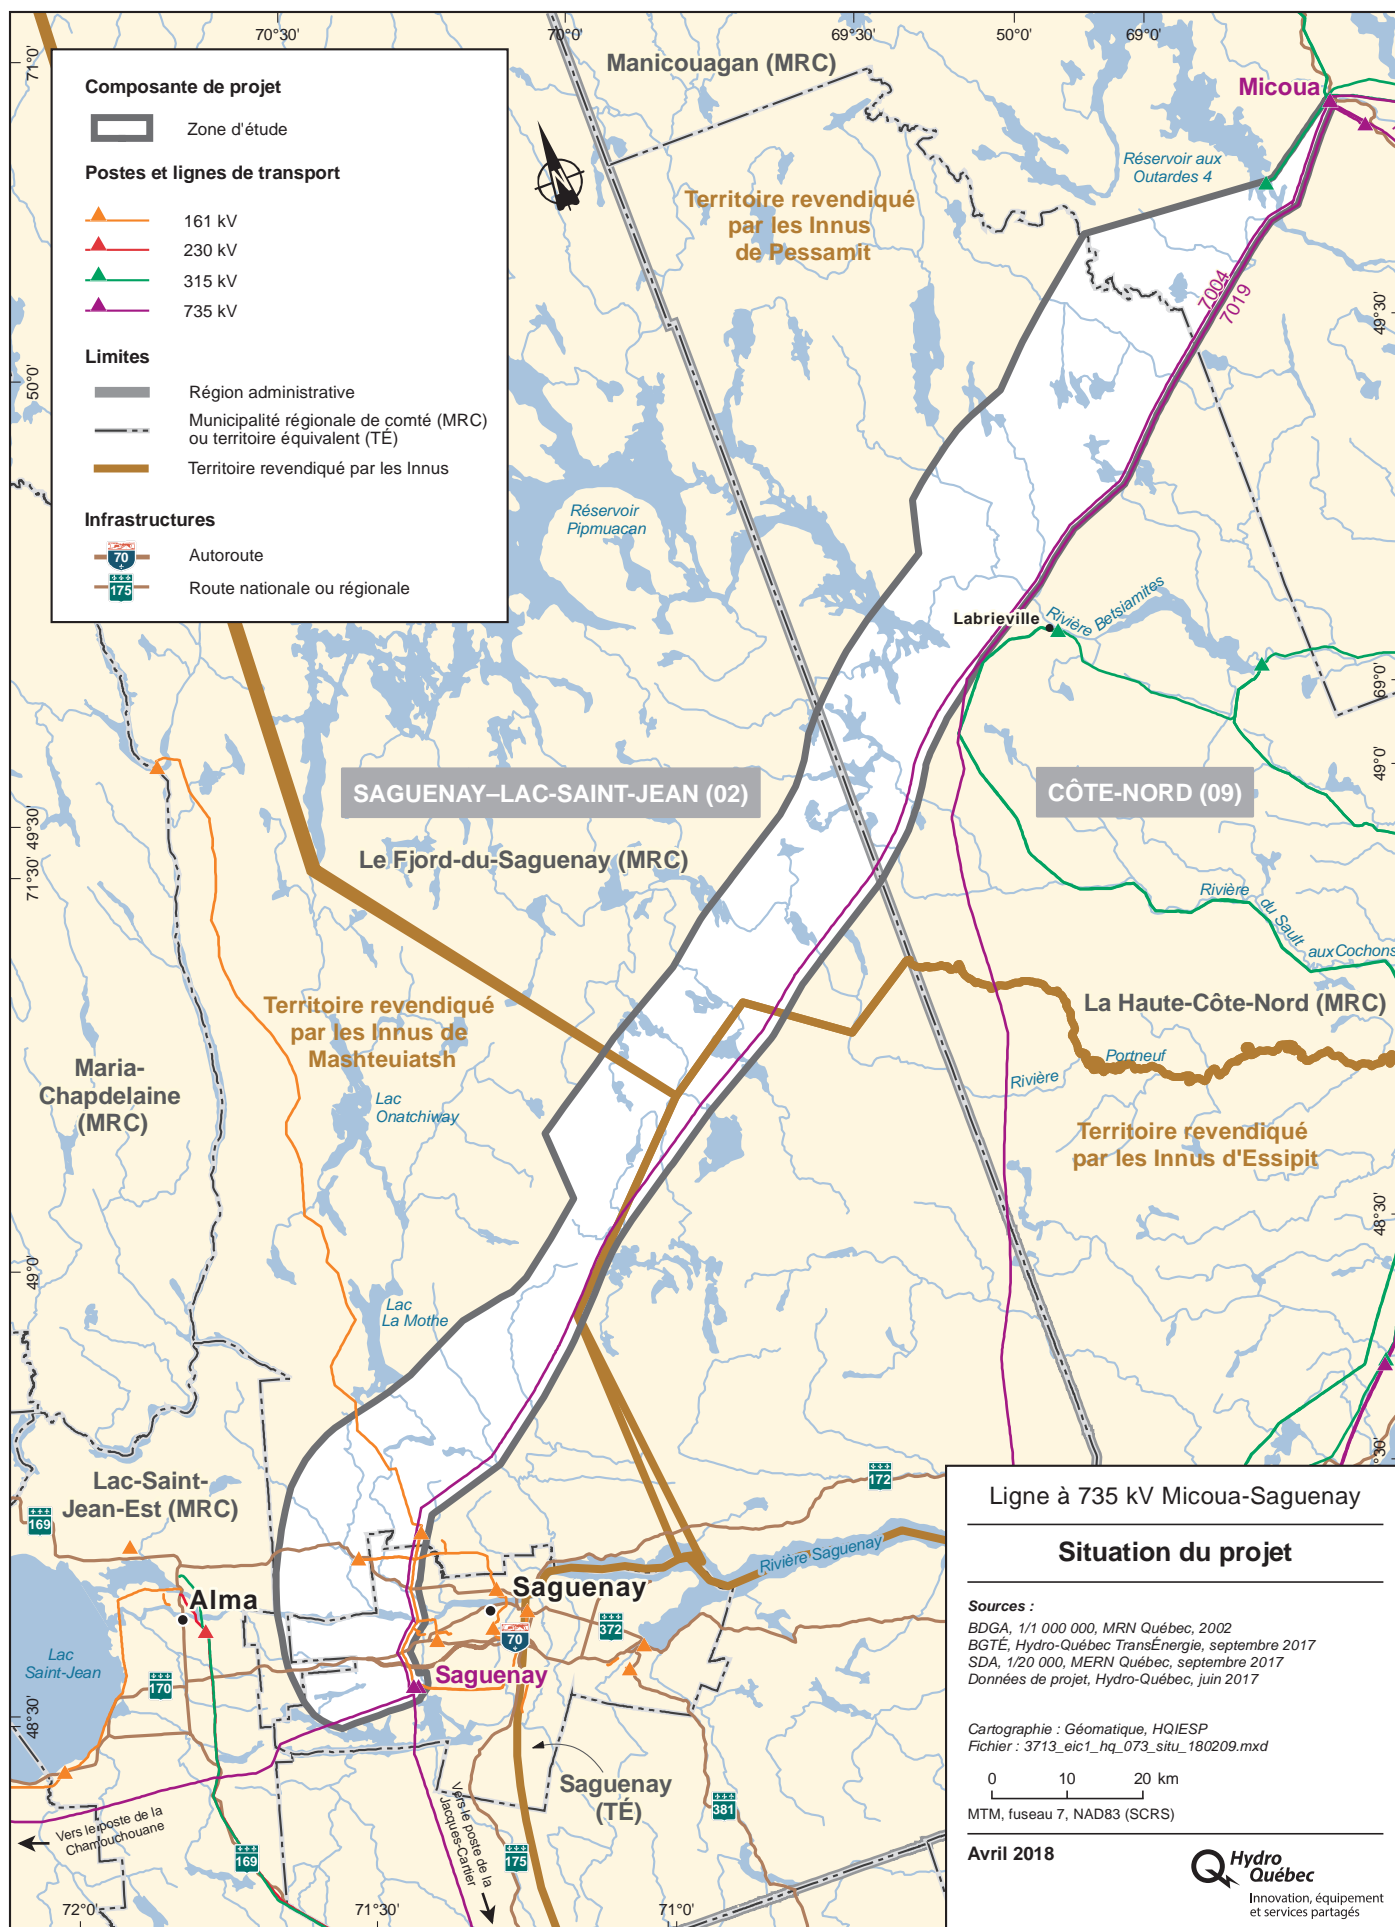 70°30'
70°0'
69°30'
50°0'
69°0'
71°0'
50°0'
49°30'
71°30'
49°0'
48°30'
72°0'
71°30'
71°0'
49°30'
69°0'
49°0'
48°30'
Composante de projet
Zone d'étude
Postes et lignes de transport
161 kV
230 kV
315 kV
735 kV
Limites
Région administrative
Municipalité régionale de comté (MRC)
ou territoire équivalent (TÉ)
Territoire revendiqué par les Innus
Infrastructures
70
Autoroute
175
Route nationale ou régionale
Manicouagan (MRC)
Micoua
Réservoir aux
Outardes 4
Territoire revendiqué
par les Innus
de Pessamit
7004
7019
Réservoir
Pipmuacan
Labrieville
Rivière Betsiamites
SAGUENAY–LAC-SAINT-JEAN (02)
CÔTE-NORD (09)
Le Fjord-du-Saguenay (MRC)
Rivière
du Sault
aux Cochons
Territoire revendiqué
par les Innus de
Mashteuiatsh
La Haute-Côte-Nord (MRC)
Maria-
Chapdelaine
(MRC)
Lac
Onatchiway
Rivière
Portneuf
Territoire revendiqué
par les Innus d'Essipit
Lac
La Mothe
Lac-Saint-
Jean-Est (MRC)
169
172
Rivière Saguenay
Alma
Saguenay
372
70
Lac
Saint-Jean
170
Saguenay
Saguenay
(TÉ)
381
Vers le poste de la
Chamouchouane
Vers le poste de la
Jacques-Cartier
169
175
Ligne à 735 kV Micoua-Saguenay
Situation du projet
Sources :
BDGA, 1/1 000 000, MRN Québec, 2002
BGTÉ, Hydro-Québec TransÉnergie, septembre 2017
SDA, 1/20 000, MERN Québec, septembre 2017
Données de projet, Hydro-Québec, juin 2017
Cartographie : Géomatique, HQIESP
Fichier : 3713_eic1_hq_073_situ_180209.mxd
0 10 20 km
MTM, fuseau 7, NAD83 (SCRS)
Avril 2018
Hydro
Québec
Innovation, équipement
et services partagés